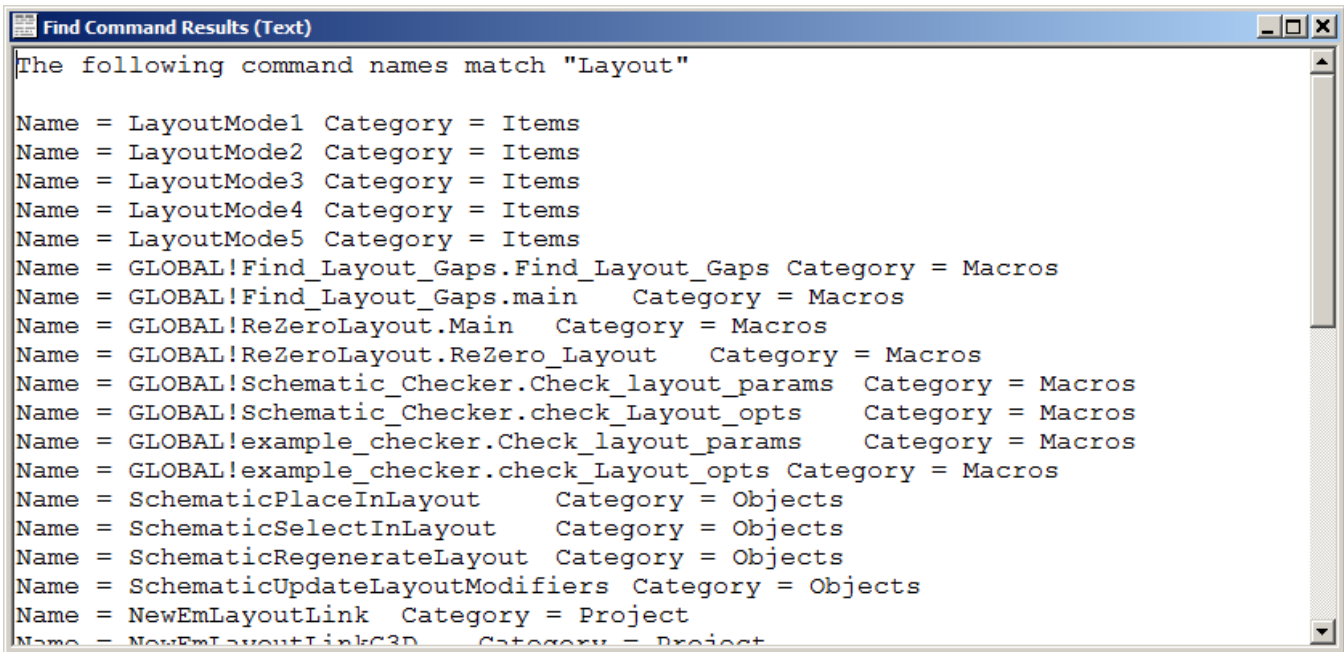 Find Command Results (Text)
The following command names match "Layout"
Name = LayoutMode1 Category = Items
Name = LayoutMode2 Category = Items
Name = LayoutMode3 Category = Items
Name = LayoutMode4 Category = Items
Name = LayoutMode5 Category = Items
Name = GLOBAL!Find_Layout_Gaps.Find_Layout_Gaps Category = Macros
Name = GLOBAL!Find_Layout_Gaps.main Category = Macros
Name = GLOBAL!ReZeroLayout.Main Category = Macros
Name = GLOBAL!ReZeroLayout.ReZero_Layout Category = Macros
Name = GLOBAL!Schematic_Checker.Check_layout_params Category = Macros
Name = GLOBAL!Schematic_Checker.check_Layout_opts Category = Macros
Name = GLOBAL!example_checker.Check_layout_params Category = Macros
Name = GLOBAL!example_checker.check_Layout_opts Category = Macros
Name = SchematicPlaceInLayout Category = Objects
Name = SchematicSelectInLayout Category = Objects
Name = SchematicRegenerateLayout Category = Objects
Name = SchematicUpdateLayoutModifiers Category = Objects
Name = NewEmLayoutLink Category = Project
Name = NewEmLayoutLinkC3D Category = Project